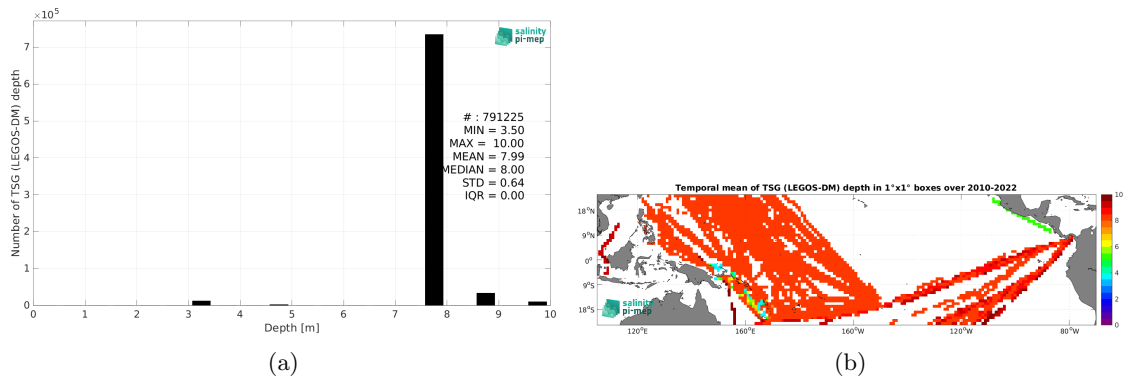 ×10⁵
7
6
5
4
3
2
1
0
Number of TSG (LEGOS-DM) depth
salinity
pi-mep
# : 791225
MIN = 3.50
MAX = 10.00
MEAN = 7.99
MEDIAN = 8.00
STD = 0.64
IQR = 0.00
0 1 2 3 4 5 6 7 8 9 10
Depth [m]
(a)
Temporal mean of TSG (LEGOS-DM) depth in 1°x1° boxes over 2010-2022
18°N
9°N
0°
9°S
18°S
salinity
pi-mep
120°E 160°E 160°W 120°W 80°W
10
8
6
4
2
0
(b)